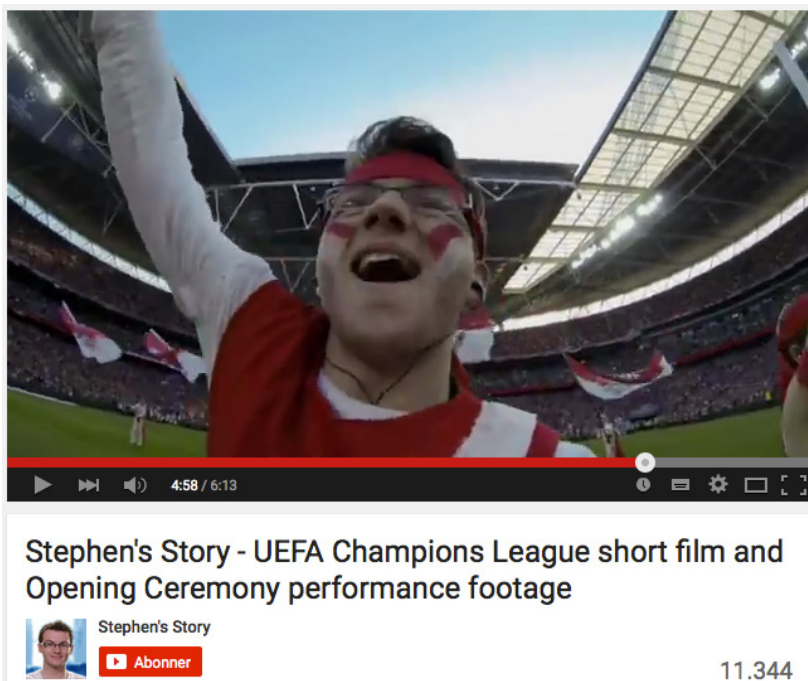 4:58 / 6:13
Stephen's Story - UEFA Champions League short film and
Opening Ceremony performance footage
Stephen's Story
Abonner
11.344